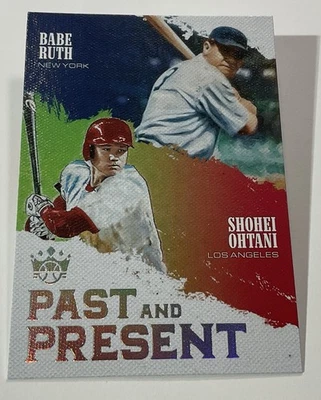 BABE
RUTH
NEW YORK
SHOHEI
OHTANI
LOS ANGELES
PAST AND
PRESENT